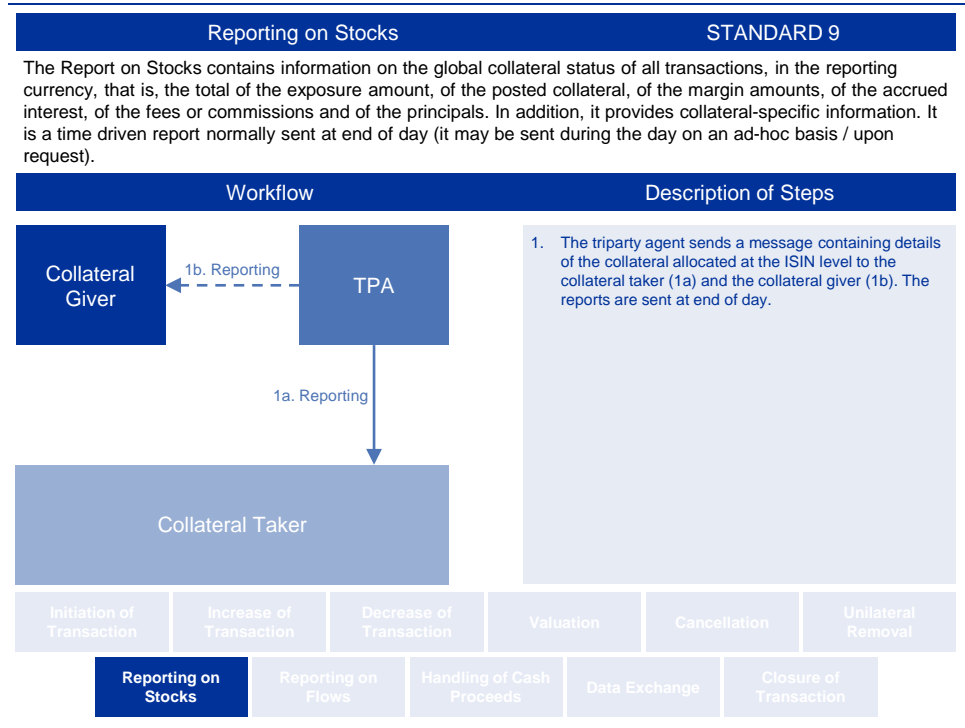 Reporting on Stocks STANDARD 9
The Report on Stocks contains information on the global collateral status of all transactions, in the reporting
currency, that is, the total of the exposure amount, of the posted collateral, of the margin amounts, of the accrued
interest, of the fees or commissions and of the principals. In addition, it provides collateral-specific information. It
is a time driven report normally sent at end of day (it may be sent during the day on an ad-hoc basis / upon
request).
Workflow
Collateral
Giver
1b. Reporting
TPA
1a. Reporting
Collateral Taker
Description of Steps
1. The triparty agent sends a message containing details
of the collateral allocated at the ISIN level to the
collateral taker (1a) and the collateral giver (1b). The
reports are sent at end of day.
Initiation of
Transaction
Increase of
Transaction
Decrease of
Transaction
Valuation
Cancellation
Unilateral
Removal
Reporting on
Stocks
Reporting on
Flows
Handling of Cash
Proceeds
Data Exchange
Closure of
Transaction